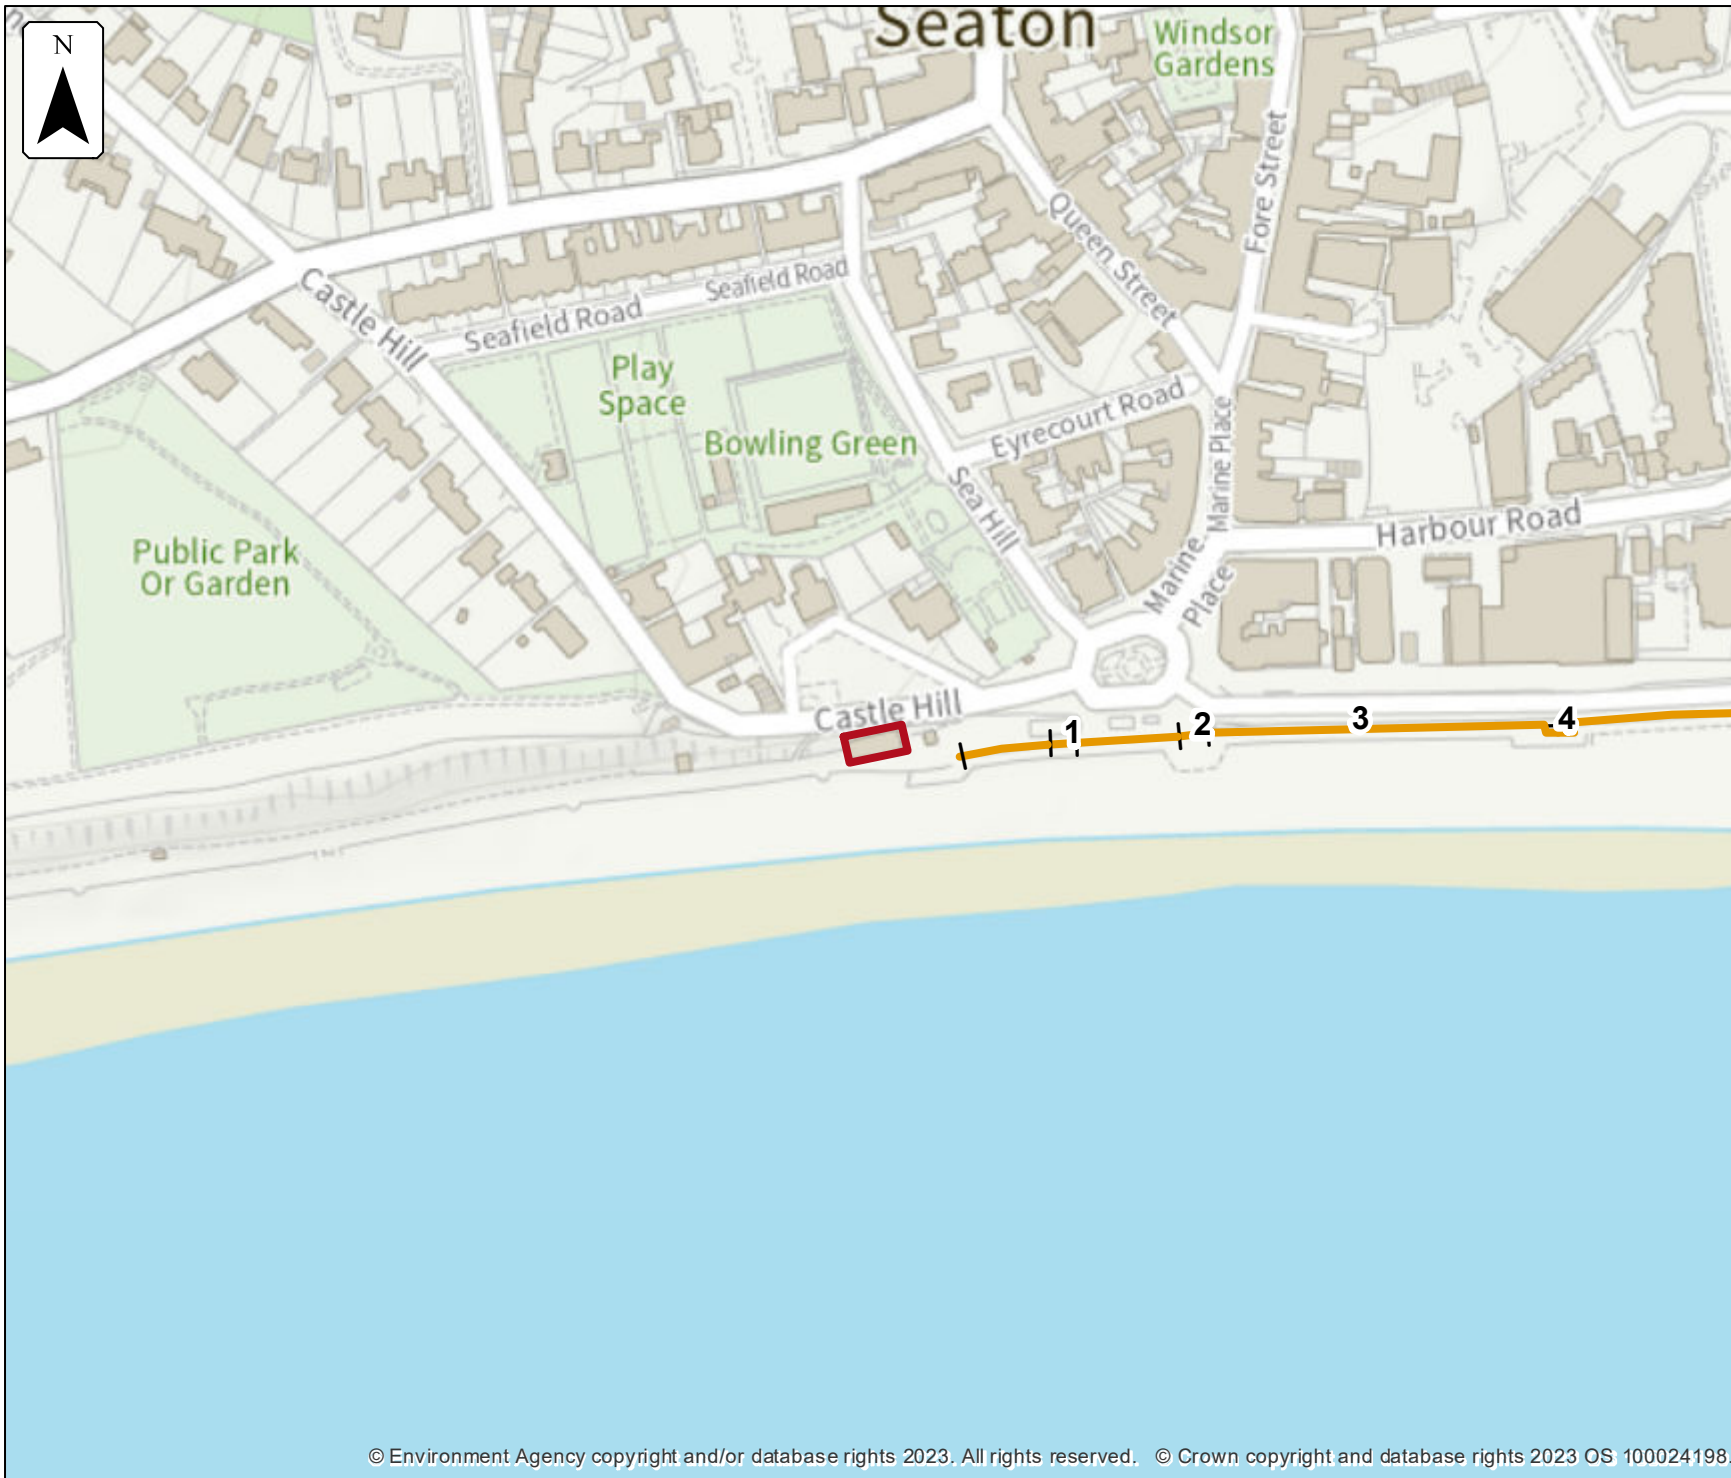 N
Seaton
Windsor
Gardens
Fore Street
Queen Street
Castle Hill
Seafield Road
Seafield Road
Play
Space
Bowling Green
Eyrecourt Road
Marine Place
Sea Hill
Harbour Road
Public Park
Or Garden
Marine
Place
Castle Hill
1
2
3
4
© Environment Agency copyright and/or database rights 2023. All rights reserved. © Crown copyright and database rights 2023 OS 100024198